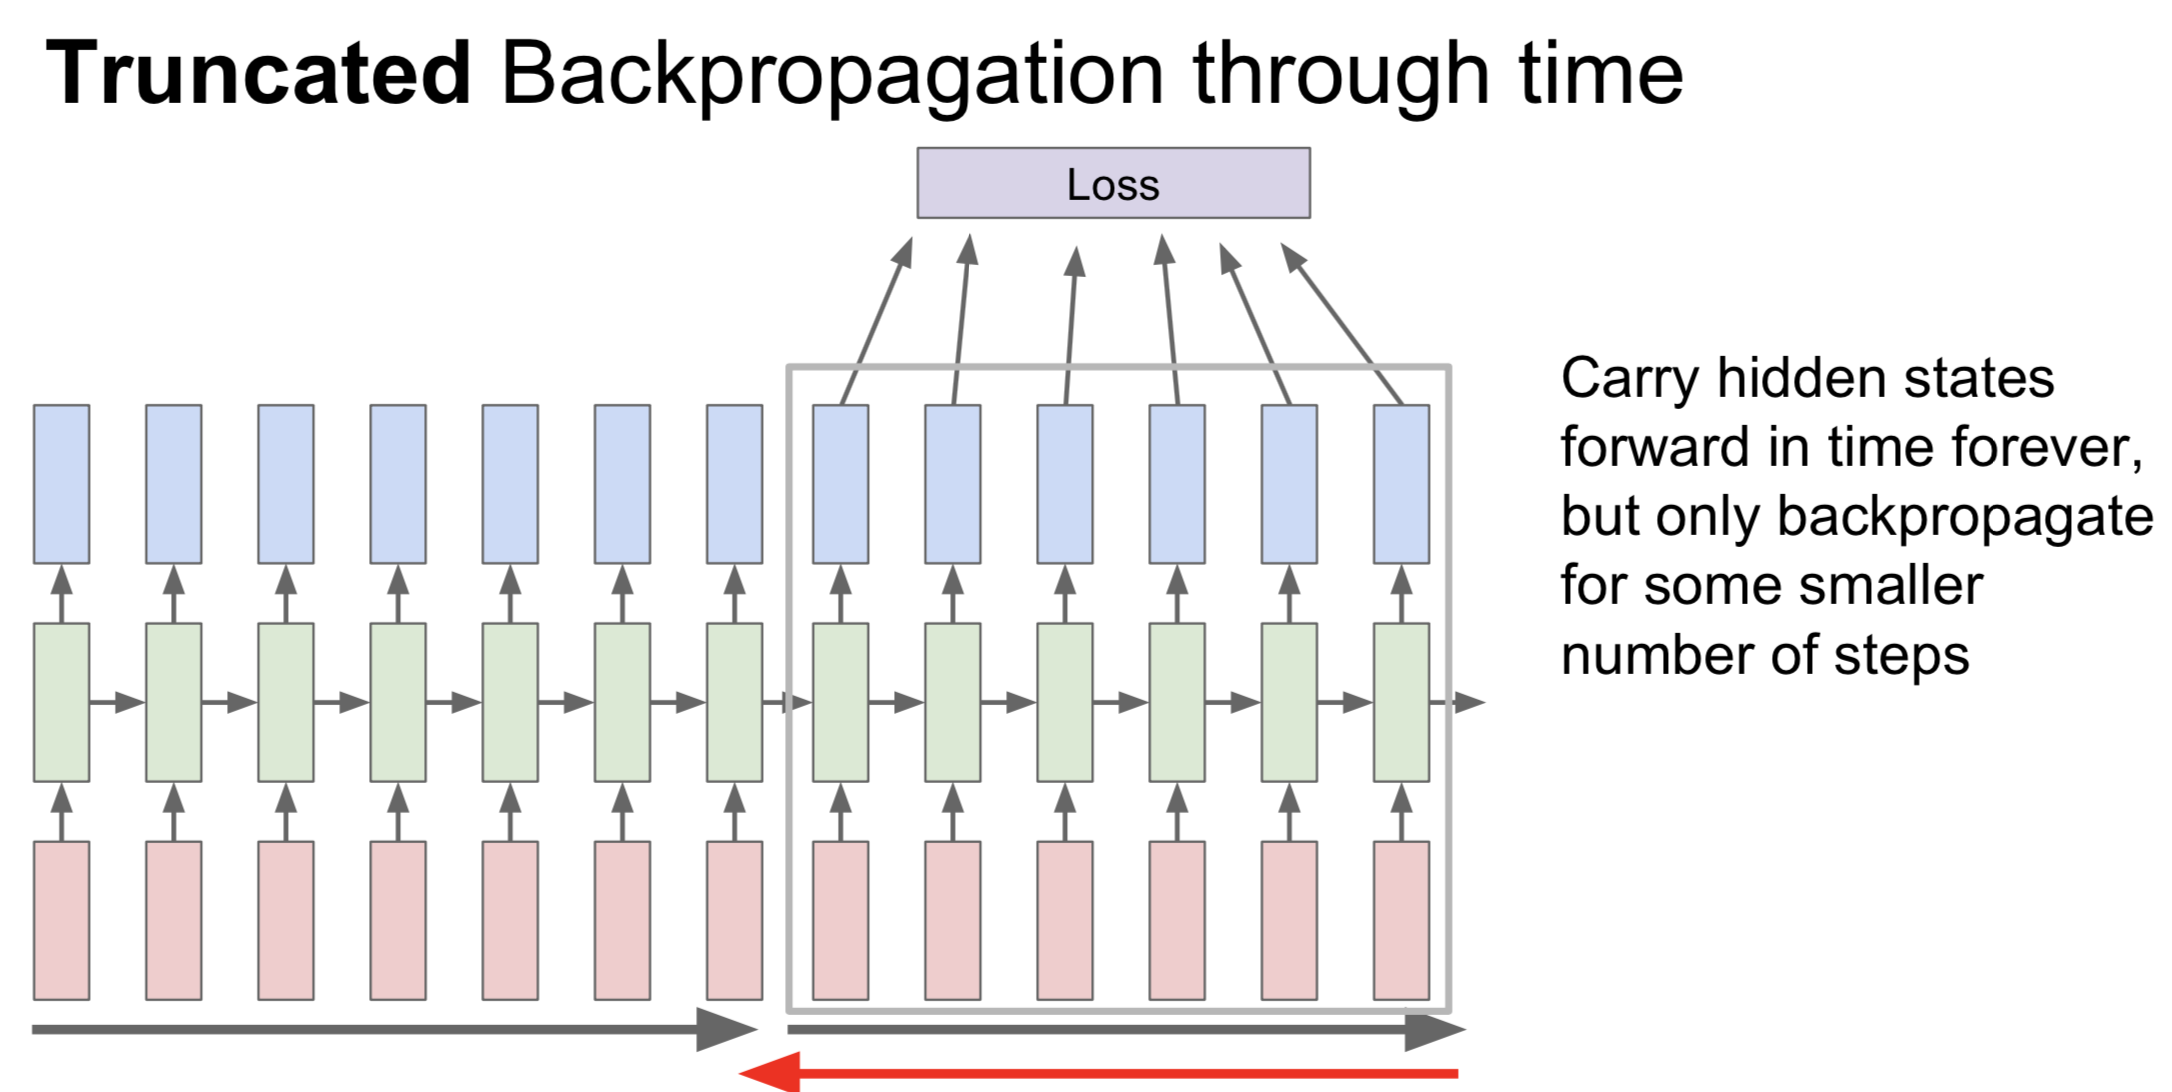 Truncated Backpropagation through time
Loss
Carry hidden states
forward in time forever,
but only backpropagate
for some smaller
number of steps